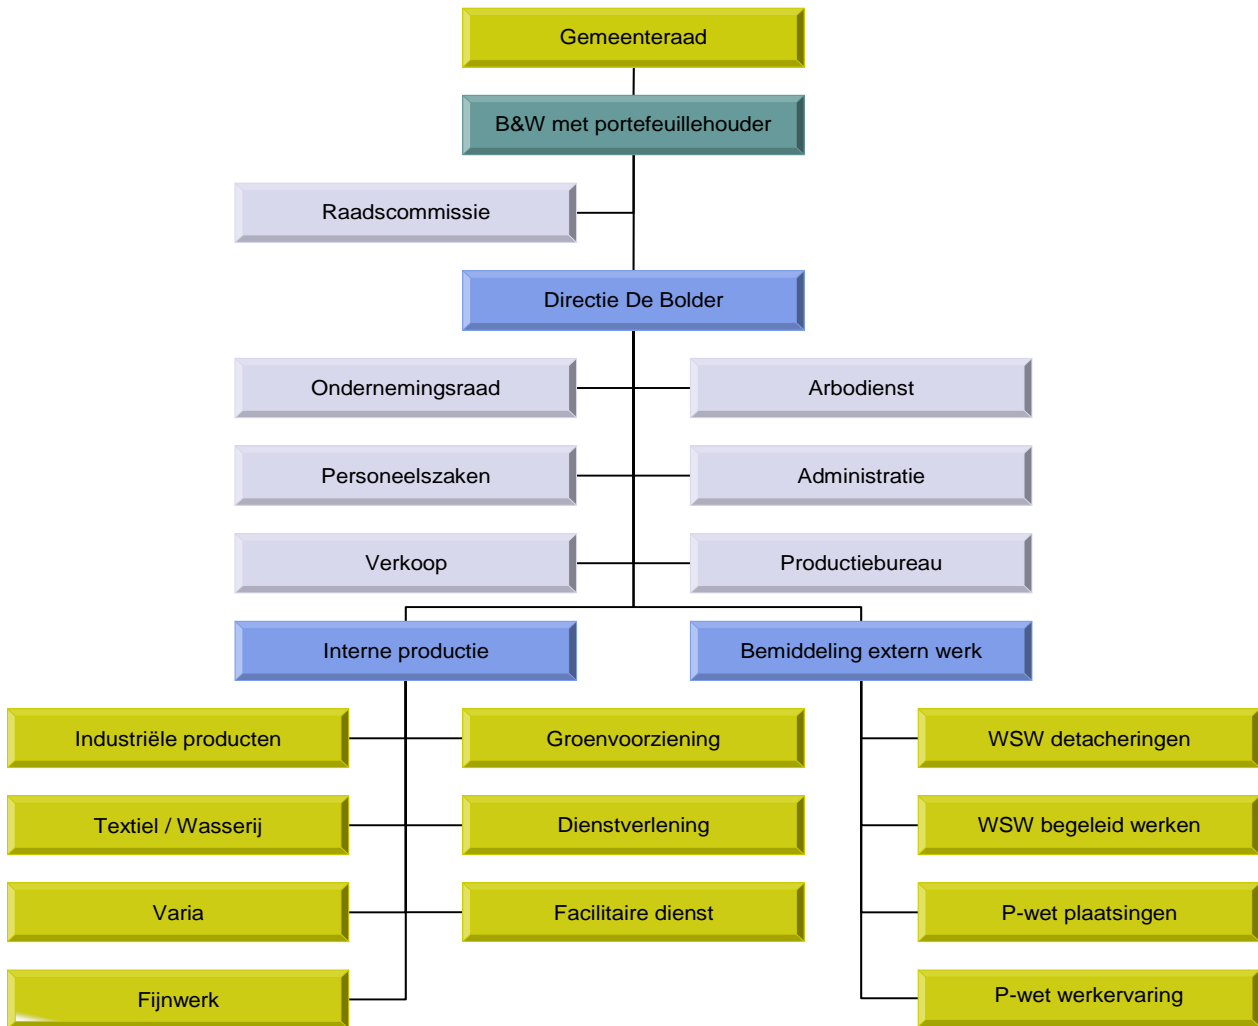 Gemeenteraad
B&W met portefeuillehouder
Raadscommissie
Directie De Bolder
Ondernemingsraad
Arbodienst
Personeelszaken
Administratie
Verkoop
Productiebureau
Interne productie
Bemiddeling extern werk
Industriële producten
Groenvoorziening
WSW detacheringen
Textiel / Wasserij
Dienstverlening
WSW begeleid werken
Varia
Facilitaire dienst
P-wet plaatsingen
Fijnwerk
P-wet werkervaring